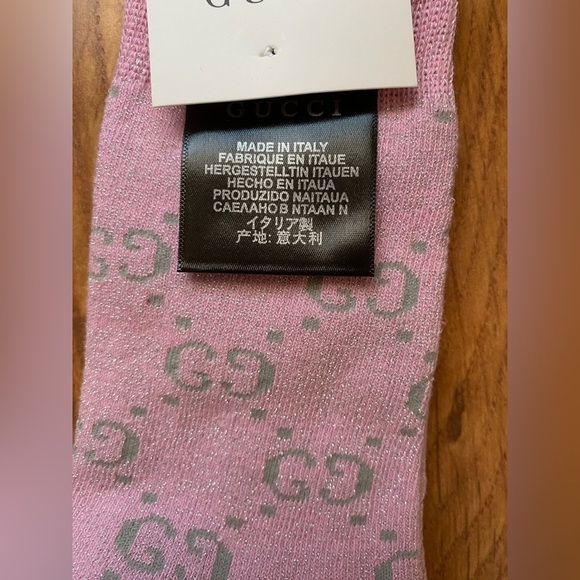 GUCCI
MADE IN ITALY
FABRIQUE EN ITAUE
HERGESTELLTIN ITAUEN
HECHO EN ITAUA
PRODUZIDO NAITAUA
CAEΛAHO B NTAAN N
イタリア製
产地: 意大利